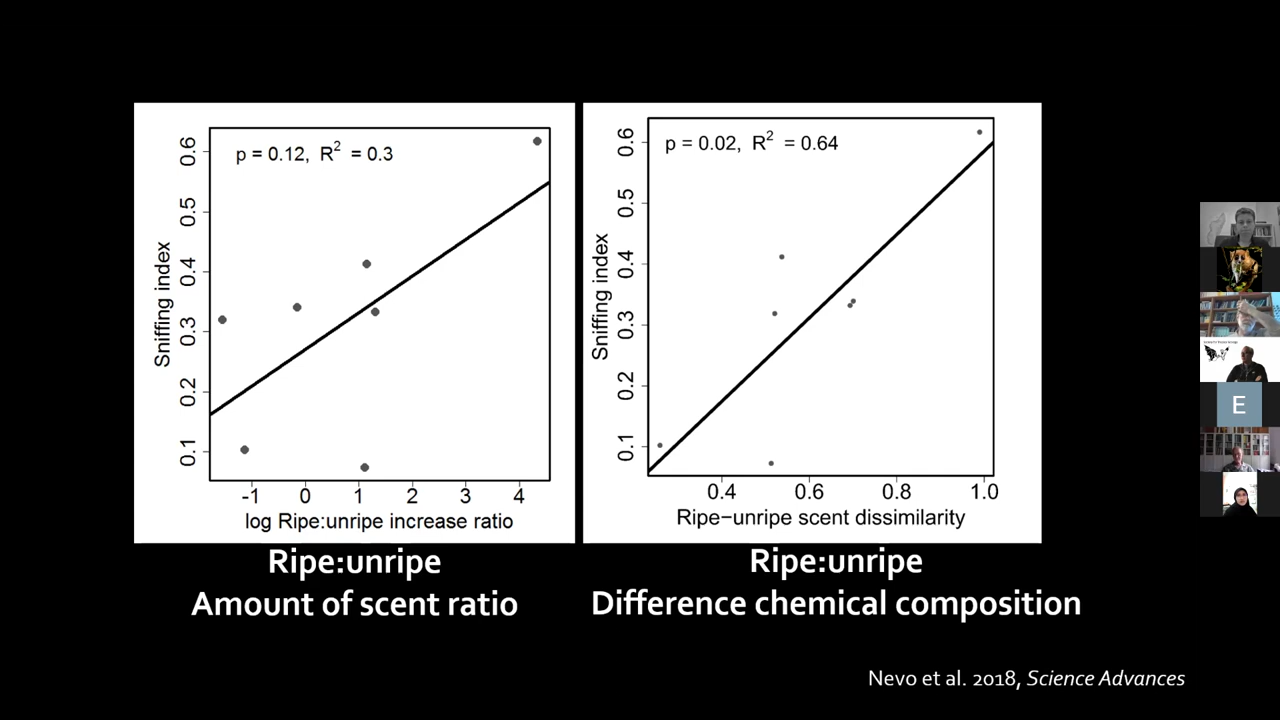 p = 0.12, R2 = 0.3
Sniffing index
0.6
0.5
0.4
0.3
0.2
0.1
-1 0 1 2 3 4
log Ripe:unripe increase ratio
p = 0.02, R2 = 0.64
Sniffing index
0.6
0.5
0.4
0.3
0.2
0.1
0.4 0.6 0.8 1.0
Ripe−unripe scent dissimilarity
Ripe:unripe
Amount of scent ratio
Ripe:unripe
Difference chemical composition
Nevo et al. 2018, Science Advances
E